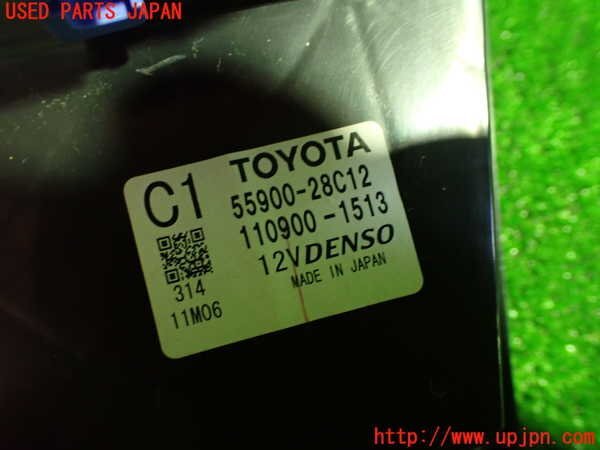 USED PARTS JAPAN
C1 TOYOTA
55900-28C12
110900-1513
12V DENSO
MADE IN JAPAN
314
11M06
http://www.upjpn.com/